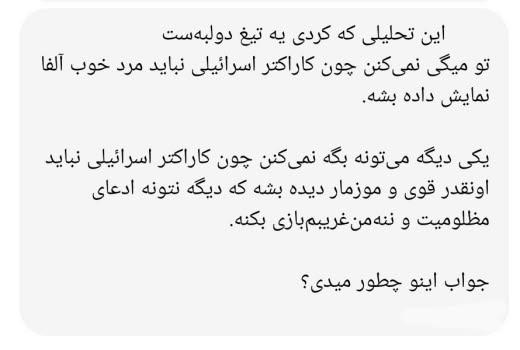 این تحلیلی که کردی یه تیغ دولبه‌ست
تو میگی نمی‌کنن چون کاراکتر اسرائیلی نباید مرد خوب آلفا
نمایش داده بشه.
یکی دیگه می‌تونه بگه نمی‌کنن چون کاراکتر اسرائیلی نباید
اونقدر قوی و موزمار دیده بشه که دیگه نتونه ادعای
مظلومیت و ننه‌من‌غریبم‌بازی بکنه.
جواب اینو چطور میدی؟